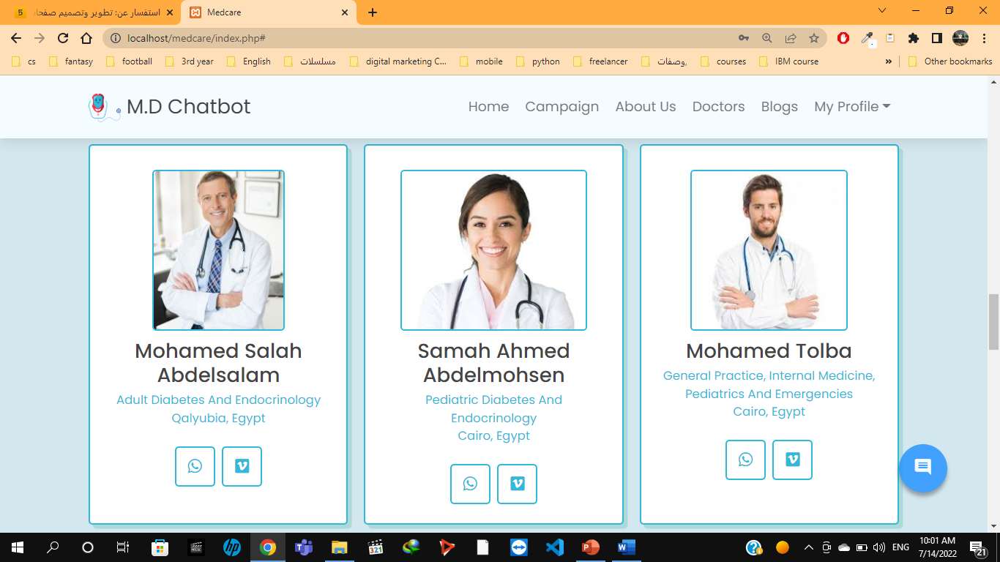 استفسار عن: تطوير وتصميم صفحات
Medcare
localhost/medcare/index.php#
cs
fantasy
football
3rd year
English
مسلسلات
digital marketing C...
mobile
python
freelancer
وصفات,
courses
IBM course
»
Other bookmarks
M.D Chatbot
Home
Campaign
About Us
Doctors
Blogs
My Profile
Mohamed Salah
Abdelsalam
Adult Diabetes And Endocrinology
Qalyubia, Egypt
Samah Ahmed
Abdelmohsen
Pediatric Diabetes And
Endocrinology
Cairo, Egypt
Mohamed Tolba
General Practice, Internal Medicine,
Pediatrics And Emergencies
Cairo, Egypt
321
ENG
10:01 AM
7/14/2022
21